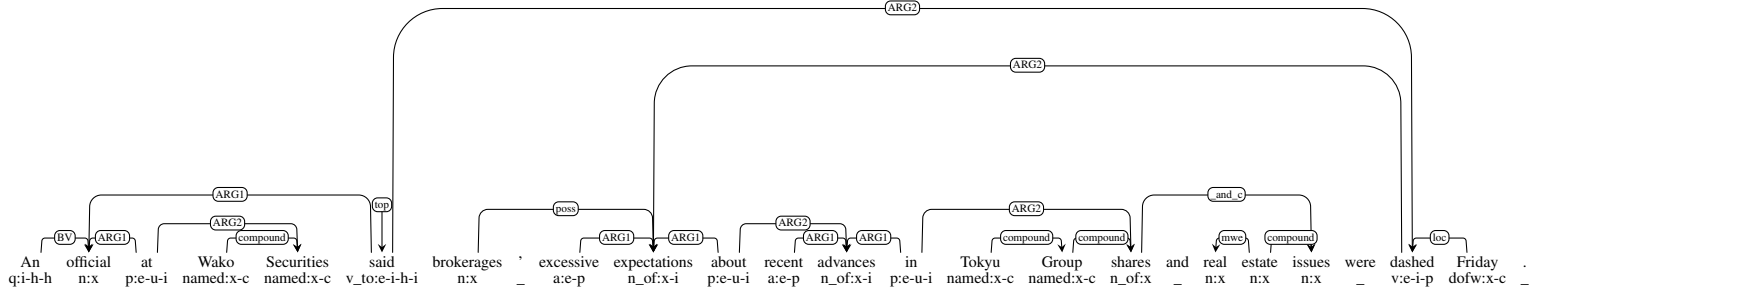 ARG2
ARG2
ARG1 _and_c
top
poss ARG2
ARG2 ARG2
BV ARG1 compound ARG1 ARG1 ARG1 ARG1 compound compound mwe compound loc
An official at Wako Securities said brokerages ' excessive expectations about recent advances in Tokyu Group shares and real estate issues were dashed Friday .
q:i-h-h n:x p:e-u-i named:x-c named:x-c v_to:e-i-h-i n:x _ a:e-p n_of:x-i p:e-u-i a:e-p n_of:x-i p:e-u-i named:x-c named:x-c n_of:x _ n:x n:x n:x _ v:e-i-p dofw:x-c _